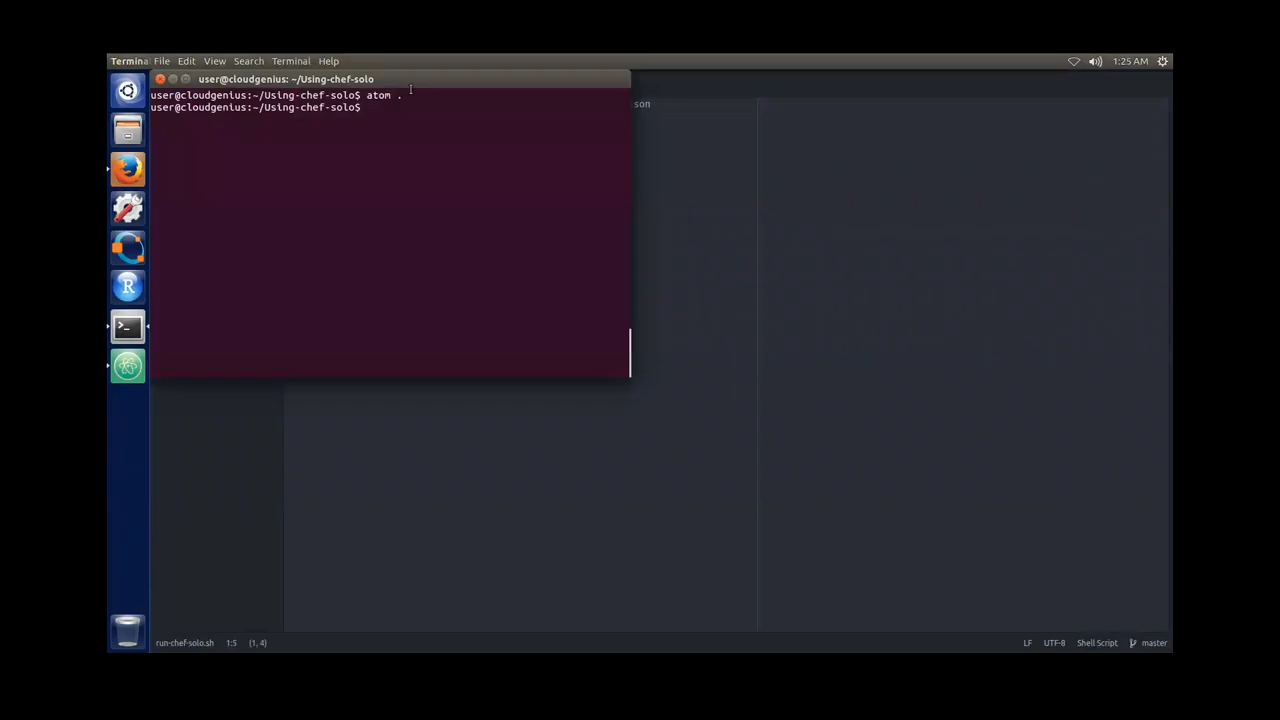 Termina File Edit View Search Terminal Help 1:25 AM
user@cloudgenius: ~/Using-chef-solo
user@cloudgenius:~/Using-chef-solo$ atom .
user@cloudgenius:~/Using-chef-solo$
son
R
run-chef-solo.sh 1:5 (1, 4) LF UTF-8 Shell Script master